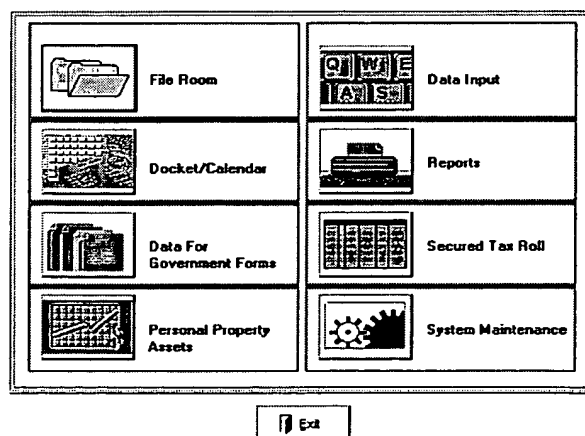 File Room
Q W E
A S
Data Input
Docket/Calendar
Reports
Data For
Government Forms
Secured Tax Roll
Personal Property
Assets
System Maintenance
Exit